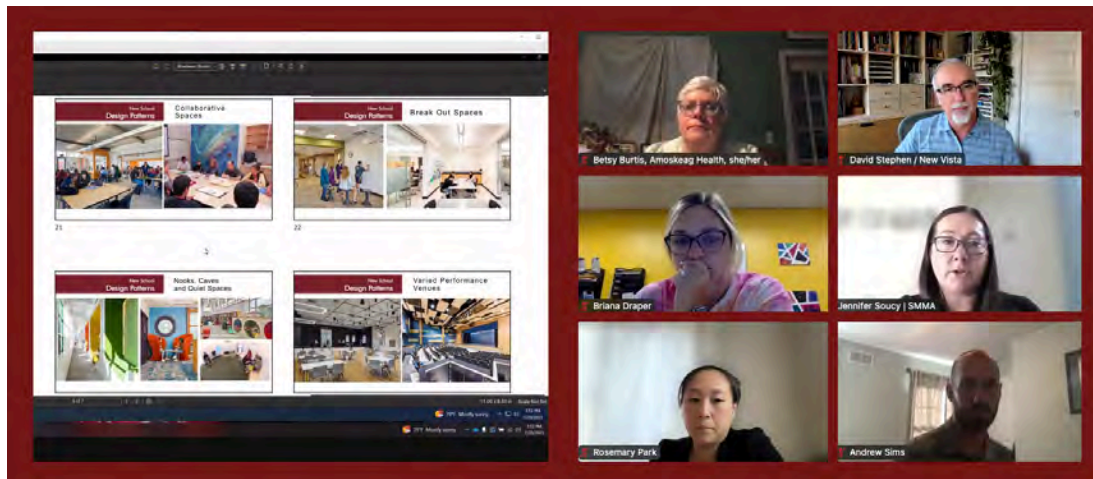 New School
Design Patterns
Collaborative
Spaces
New School
Design Patterns
Break Out Spaces
21
22
New School
Design Patterns
Nooks, Caves
and Quiet Spaces
New School
Design Patterns
Varied Performance
Venues
Mostly sunny
Mostly sunny
Betsy Burtis, Amoskeag Health, she/her
David Stephen / New Vista
Briana Draper
Jennifer Soucy | SMMA
Rosemary Park
Andrew Sims